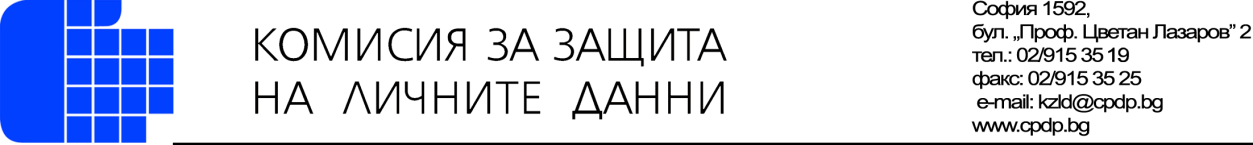 КОМИСИЯ ЗА ЗАЩИТА
НА ЛИЧНИТЕ ДАННИ
София 1592,
бул. „Проф. Цветан Лазаров” 2
тел.: 02/915 35 19
факс: 02/915 35 25
e-mail: kzld@cpdp.bg
www.cpdp.bg